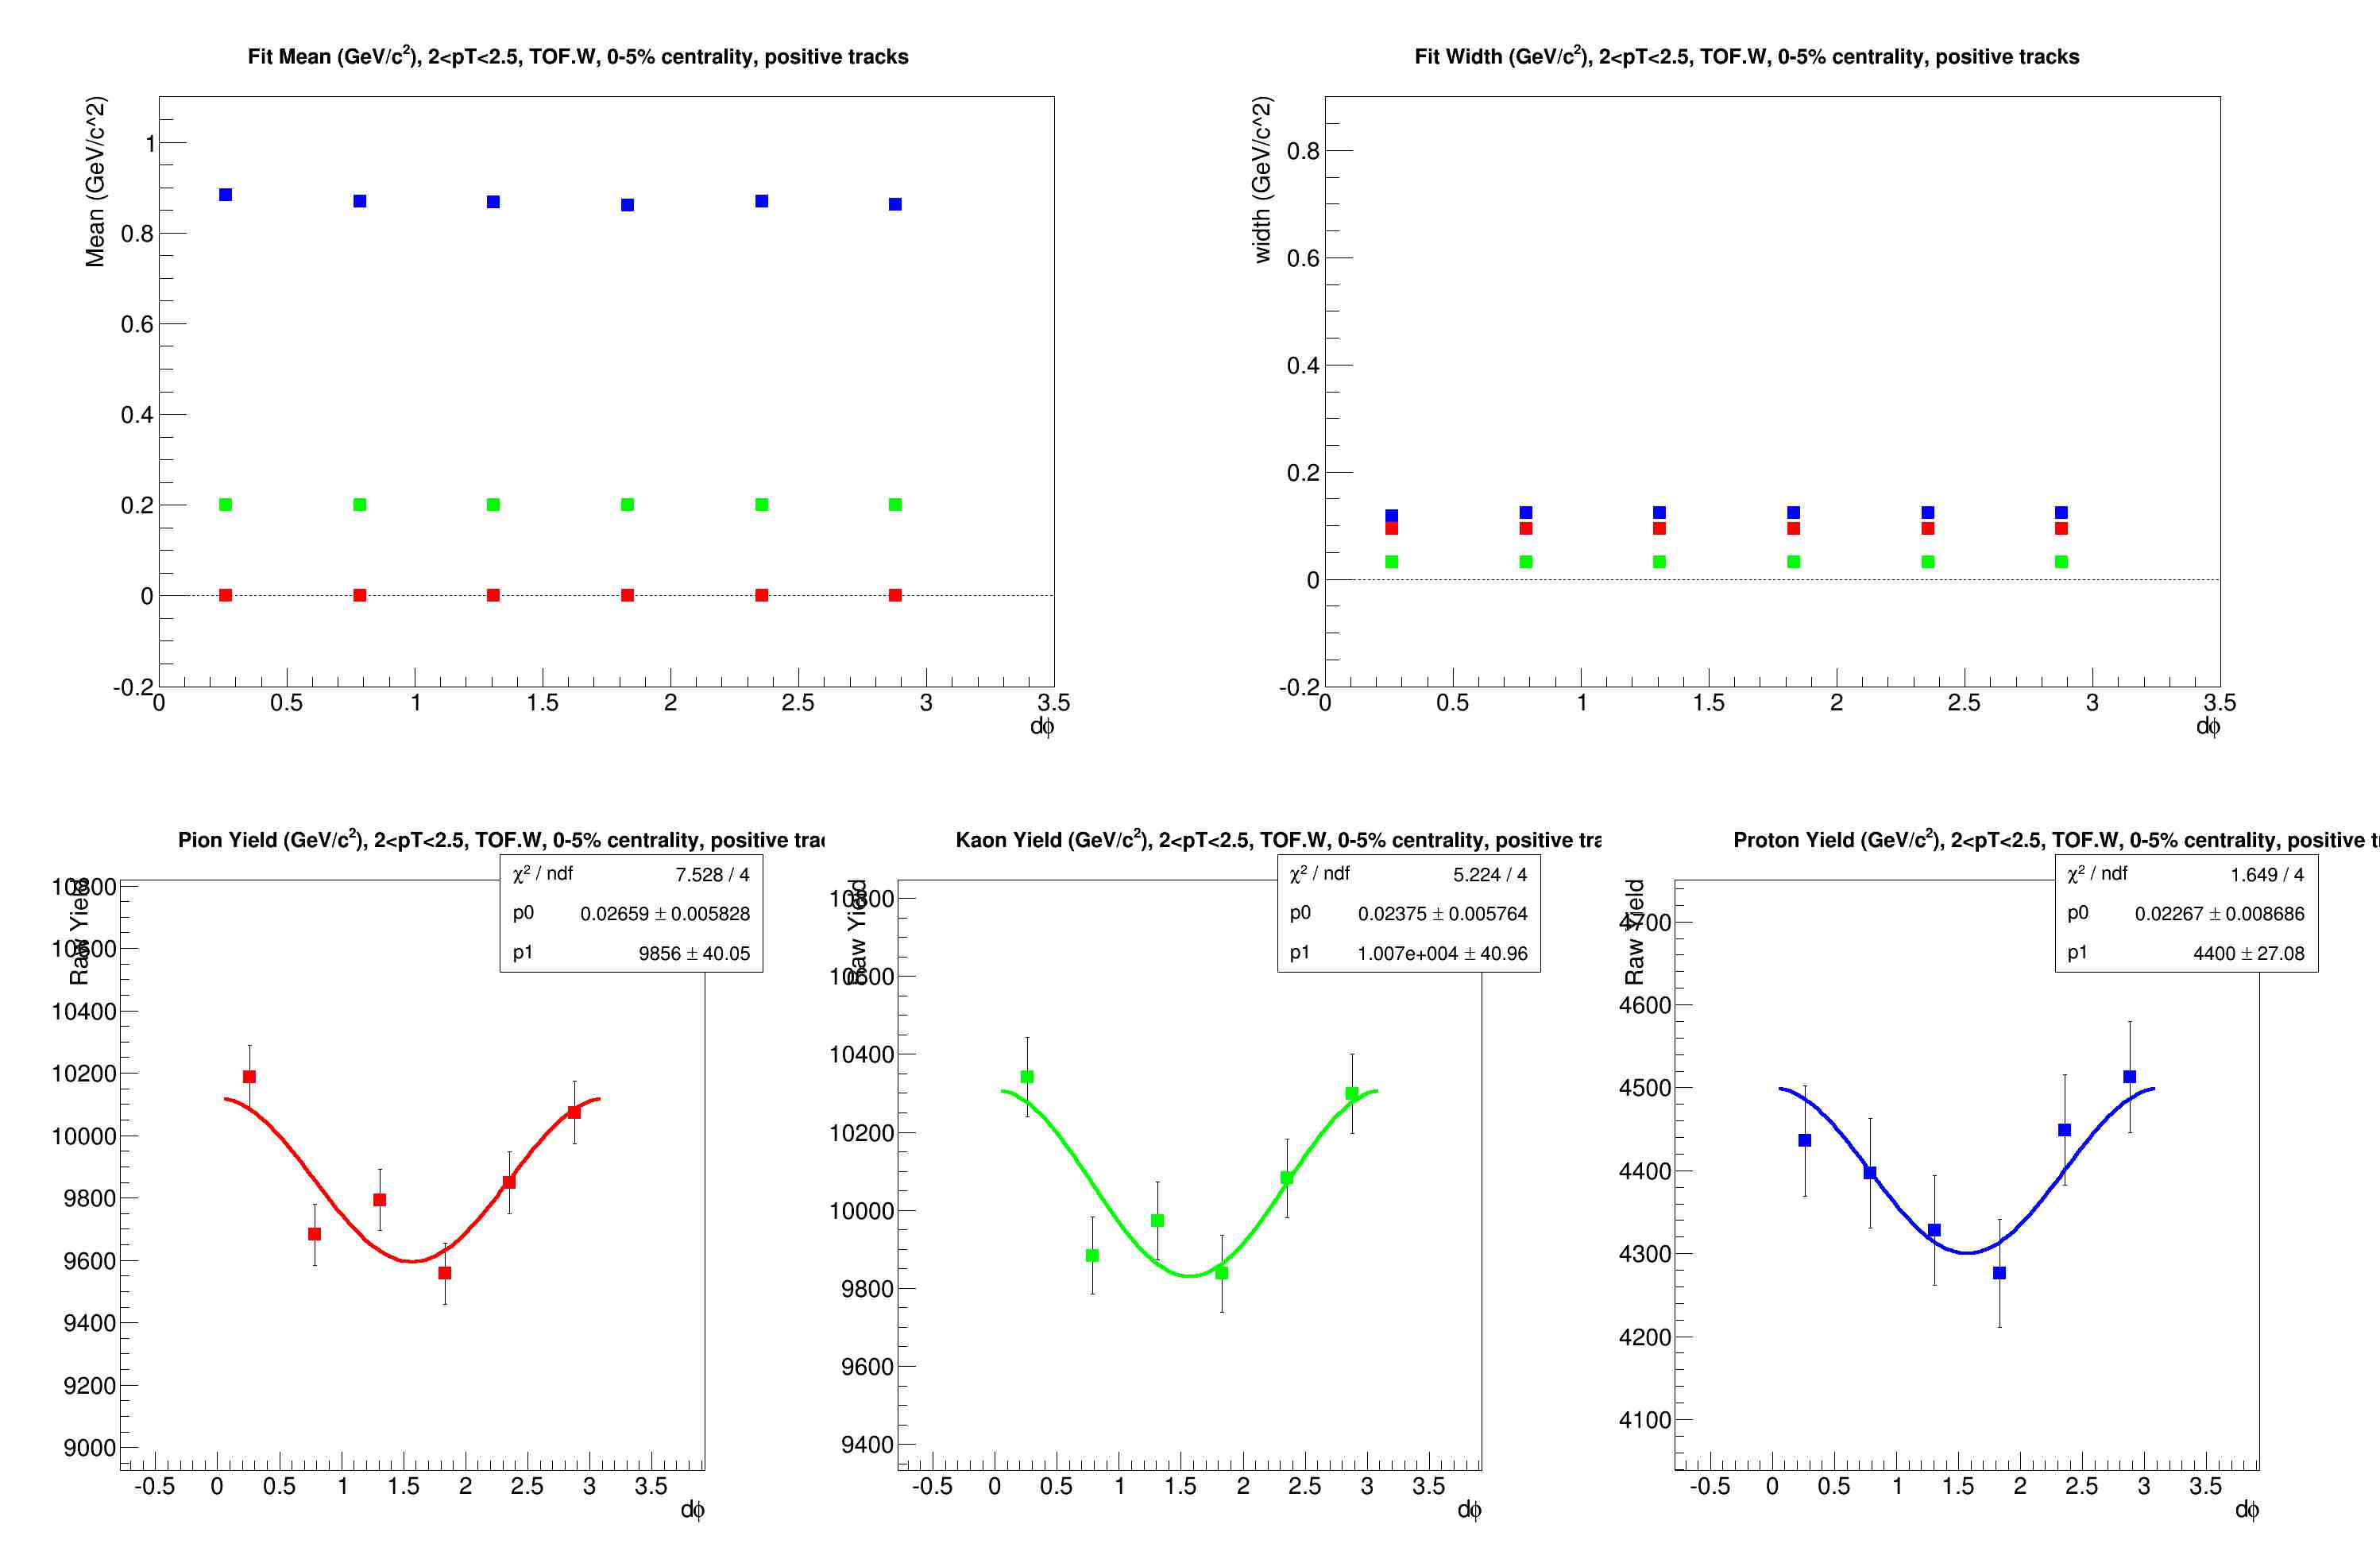 Fit Mean (GeV/c²), 2<pT<2.5, TOF.W, 0-5% centrality, positive tracks
Mean (GeV/c^2)
1
0.8
0.6
0.4
0.2
0
-0.2
0 0.5 1 1.5 2 2.5 3 3.5
dϕ
Fit Width (GeV/c²), 2<pT<2.5, TOF.W, 0-5% centrality, positive tracks
width (GeV/c^2)
0.8
0.6
0.4
0.2
0
-0.2
0 0.5 1 1.5 2 2.5 3 3.5
dϕ
Pion Yield (GeV/c²), 2<pT<2.5, TOF.W, 0-5% centrality, positive trac
χ² / ndf 7.528 / 4
p0 0.02659 ± 0.005828
p1 9856 ± 40.05
Raw Yield
10800
10600
10400
10200
10000
9800
9600
9400
9200
9000
-0.5 0 0.5 1 1.5 2 2.5 3 3.5
dϕ
Kaon Yield (GeV/c²), 2<pT<2.5, TOF.W, 0-5% centrality, positive tra
χ² / ndf 5.224 / 4
p0 0.02375 ± 0.005764
p1 1.007e+004 ± 40.96
Raw Yield
10800
10600
10400
10200
10000
9800
9600
9400
-0.5 0 0.5 1 1.5 2 2.5 3 3.5
dϕ
Proton Yield (GeV/c²), 2<pT<2.5, TOF.W, 0-5% centrality, positive t
χ² / ndf 1.649 / 4
p0 0.02267 ± 0.008686
p1 4400 ± 27.08
Raw Yield
4700
4600
4500
4400
4300
4200
4100
-0.5 0 0.5 1 1.5 2 2.5 3 3.5
dϕ